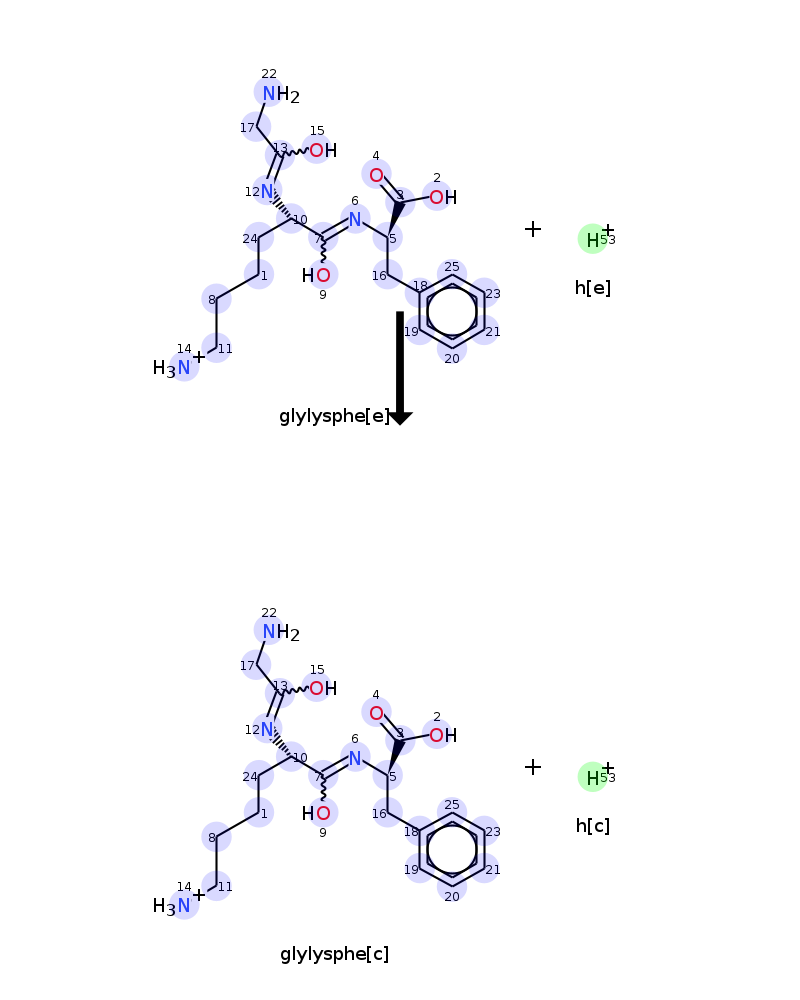 22
NH2
17
13
15
OH
12
N
10
4
O
3
2
OH
6
N
24
7
5
+
H+
53
1
HO
9
16
h[e]
8
18
25
23
19
21
14
H3N+
11
20
glylysphe[e]
22
NH2
17
13
15
OH
12
N
10
4
O
3
2
OH
6
N
24
7
5
+
H+
53
1
HO
9
16
h[c]
8
18
25
23
19
21
14
H3N+
11
20
glylysphe[c]